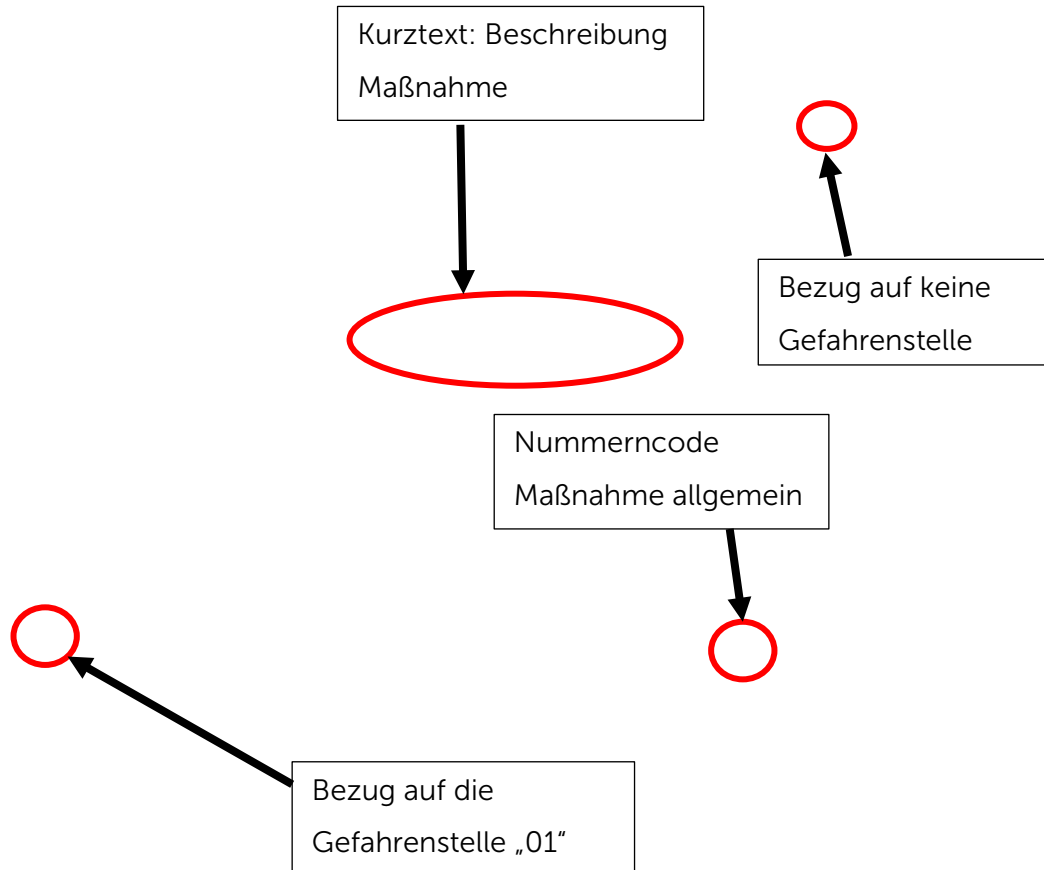 Kurztext: Beschreibung
Maßnahme
Bezug auf keine
Gefahrenstelle
Nummerncode
Maßnahme allgemein
Bezug auf die
Gefahrenstelle „01“